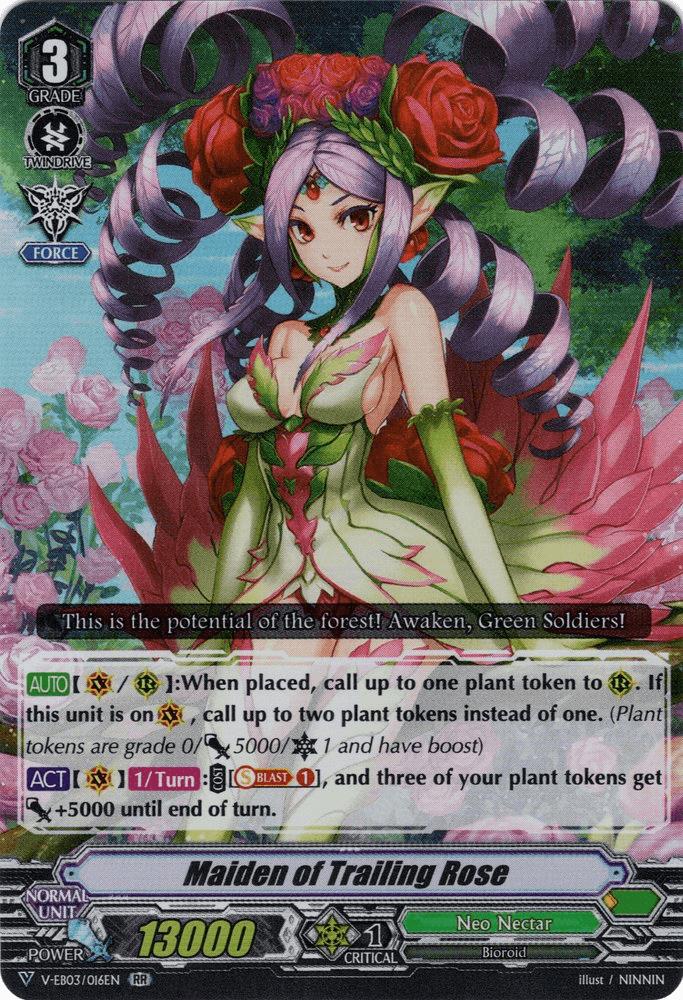 3
GRADE
TWINDRIVE
FORCE
This is the potential of the forest! Awaken, Green Soldiers!
AUTO【 / 】:When placed, call up to one plant token to . If
this unit is on , call up to two plant tokens instead of one. (Plant
tokens are grade 0/ 5000/ 1 and have boost)
ACT【 】1/Turn :COST[S BLAST 1], and three of your plant tokens get
+5000 until end of turn.
Maiden of Trailing Rose
NORMAL
UNIT
POWER 13000 1
CRITICAL
Neo Nectar
Bioroid
V-EB03/016EN RR illust / NINNIN